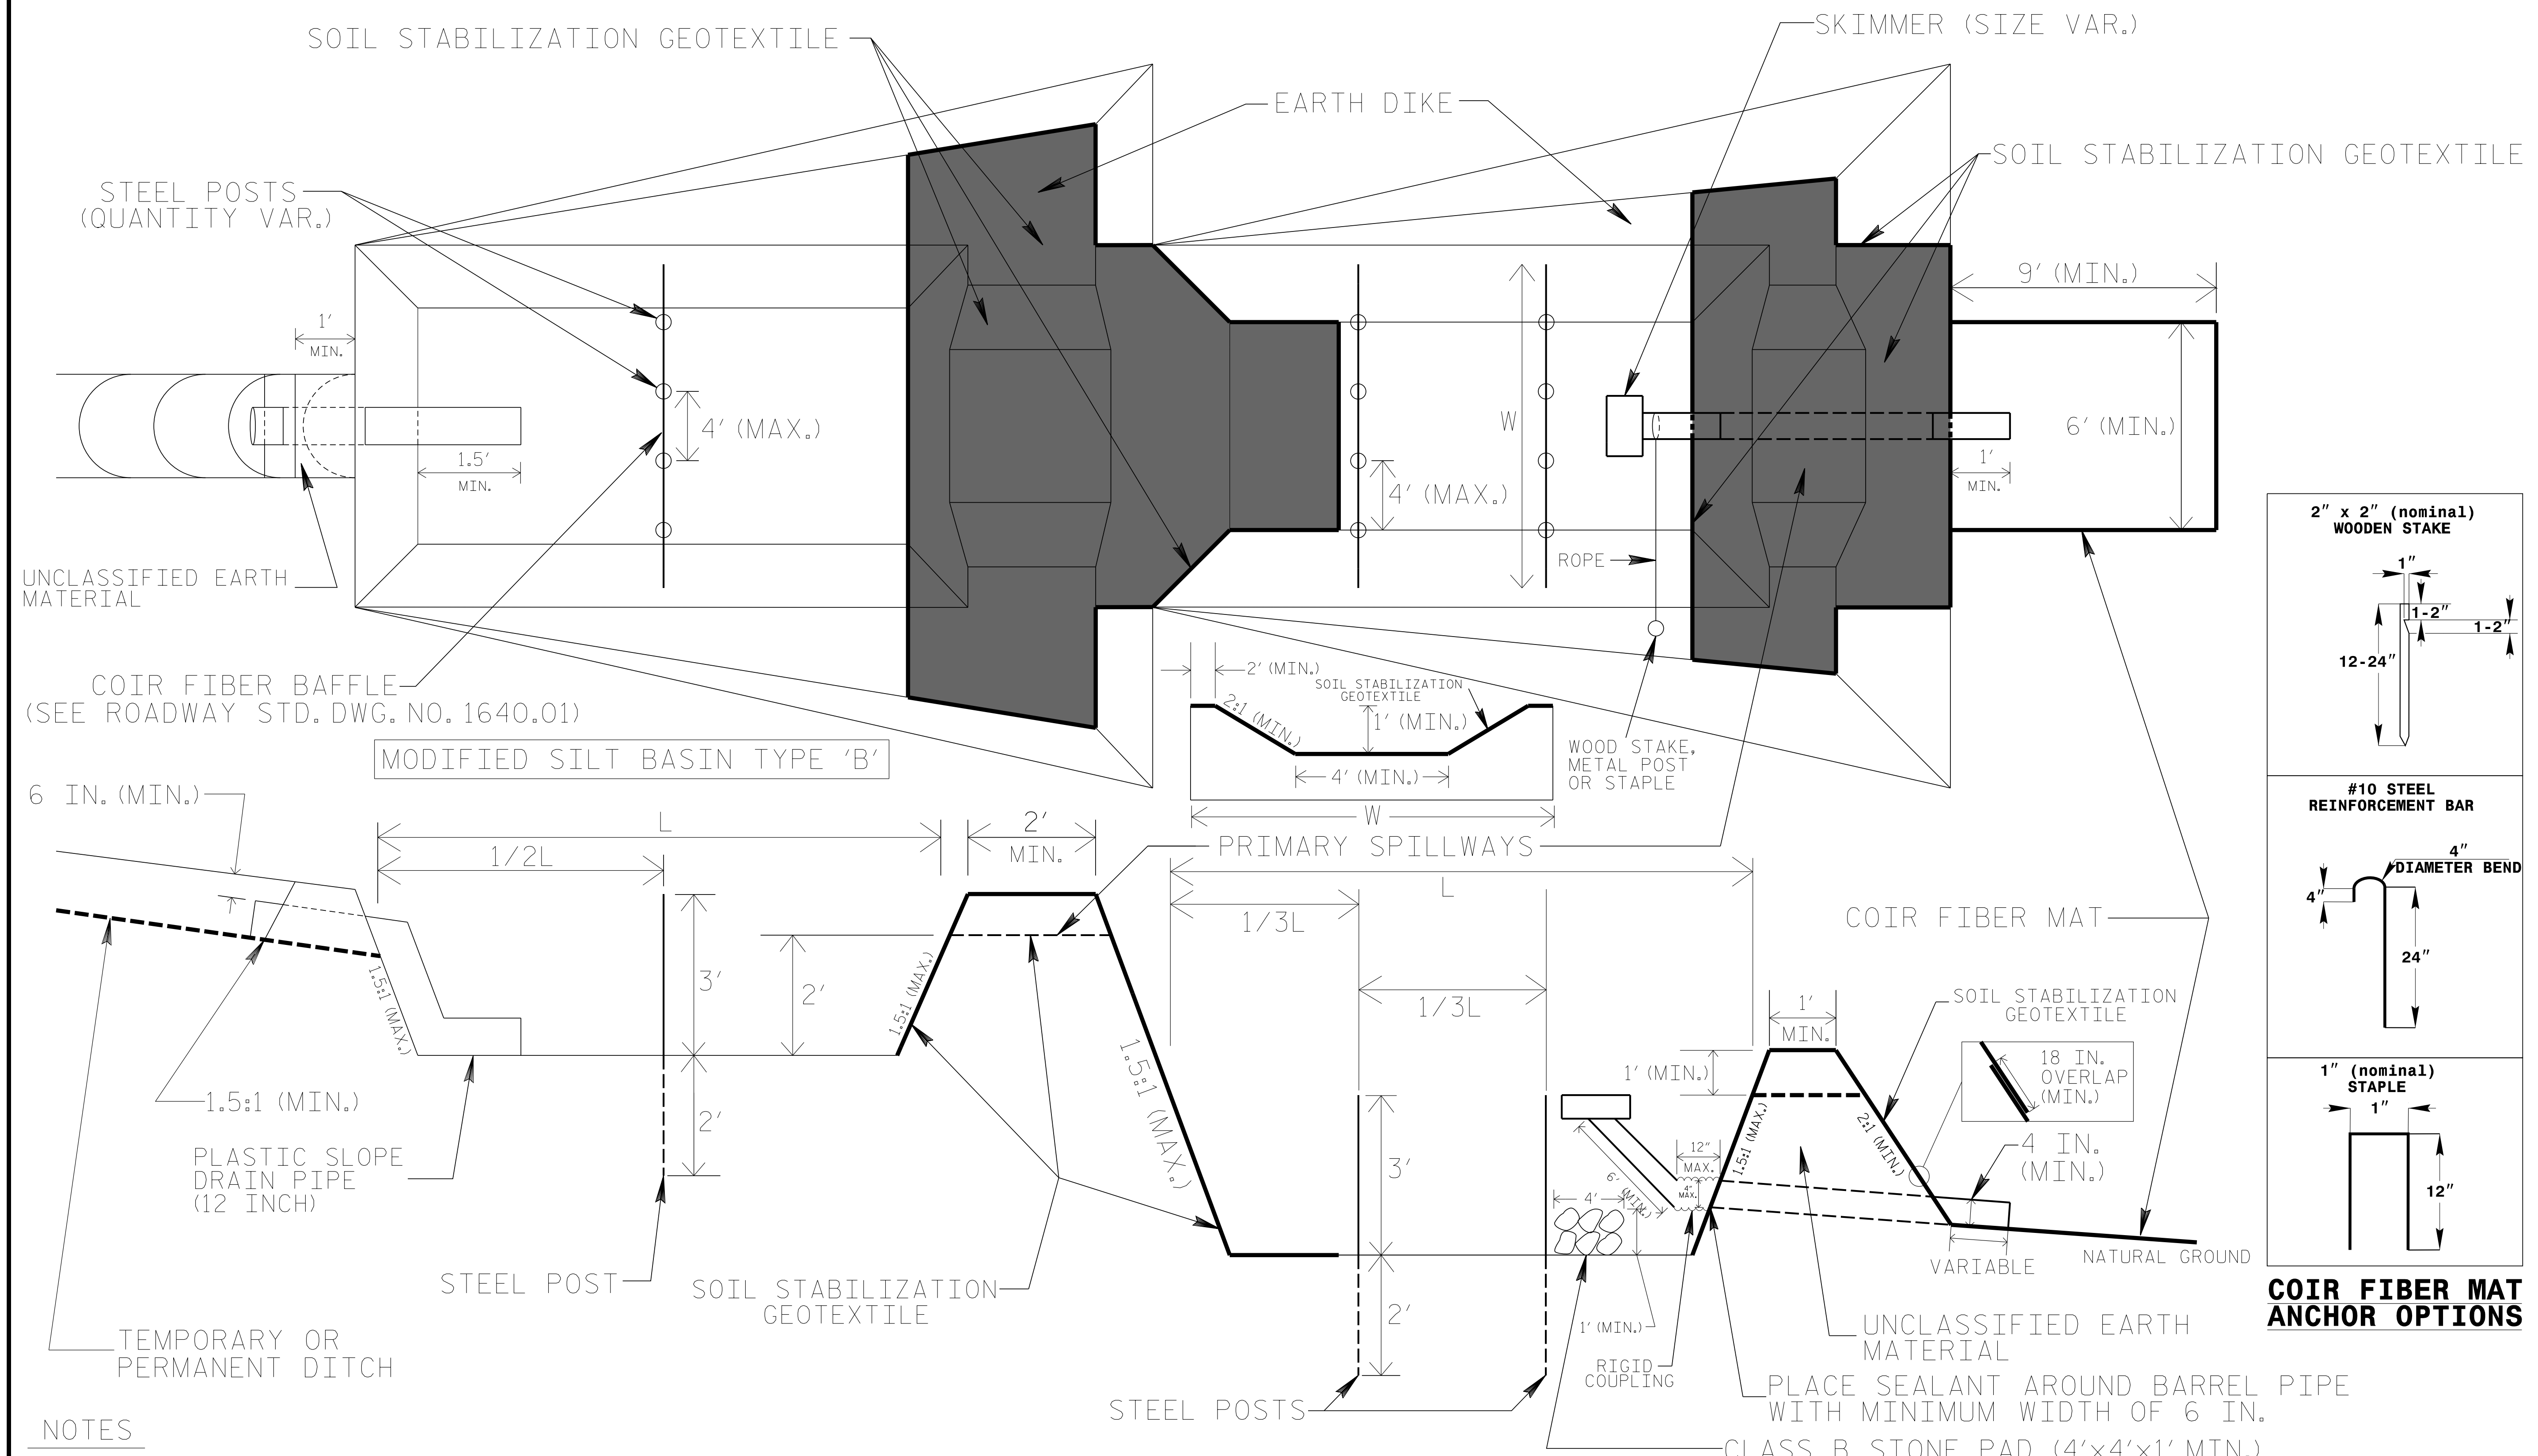 SOIL STABILIZATION GEOTEXTILE
SKIMMER (SIZE VAR.)
EARTH DIKE
SOIL STABILIZATION GEOTEXTILE
STEEL POSTS
(QUANTITY VAR.)
9' (MIN.)
1'
MIN.
4' (MAX.)
W
6' (MIN.)
1.5'
MIN.
1'
MIN.
4' (MAX.)
ROPE
UNCLASSIFIED EARTH
MATERIAL
2" x 2" (nominal)
WOODEN STAKE
1"
1-2"
1-2"
12-24"
COIR FIBER BAFFLE
(SEE ROADWAY STD. DWG. NO. 1640.01)
2' (MIN.)
SOIL STABILIZATION
GEOTEXTILE
2:1 (MIN.)
1' (MIN.)
4' (MIN.)
W
WOOD STAKE,
METAL POST
OR STAPLE
MODIFIED SILT BASIN TYPE 'B'
6 IN. (MIN.)
L
2'
MIN.
1/2L
PRIMARY SPILLWAYS
L
1/3L
#10 STEEL
REINFORCEMENT BAR
4"
DIAMETER BEND
4"
24"
COIR FIBER MAT
1.5:1 (MAX.)
3'
2'
1.5:1 (MAX.)
1/3L
1'
MIN.
SOIL STABILIZATION
GEOTEXTILE
18 IN.
OVERLAP
(MIN.)
1' (MIN.)
1.5:1 (MAX.)
1.5:1 (MIN.)
2'
3'
12"
MAX.
4"
MAX.
6' (MIN.)
4'
1.5:1 (MAX.)
2:1 (MIN.)
4 IN.
(MIN.)
1" (nominal)
STAPLE
1"
12"
PLASTIC SLOPE
DRAIN PIPE
(12 INCH)
VARIABLE
NATURAL GROUND
STEEL POST
SOIL STABILIZATION
GEOTEXTILE
2'
1' (MIN.)
COIR FIBER MAT
ANCHOR OPTIONS
TEMPORARY OR
PERMANENT DITCH
RIGID
COUPLING
UNCLASSIFIED EARTH
MATERIAL
STEEL POSTS
PLACE SEALANT AROUND BARREL PIPE
WITH MINIMUM WIDTH OF 6 IN.
NOTES
CLASS B STONE PAD (4'x4'x1' MIN.)